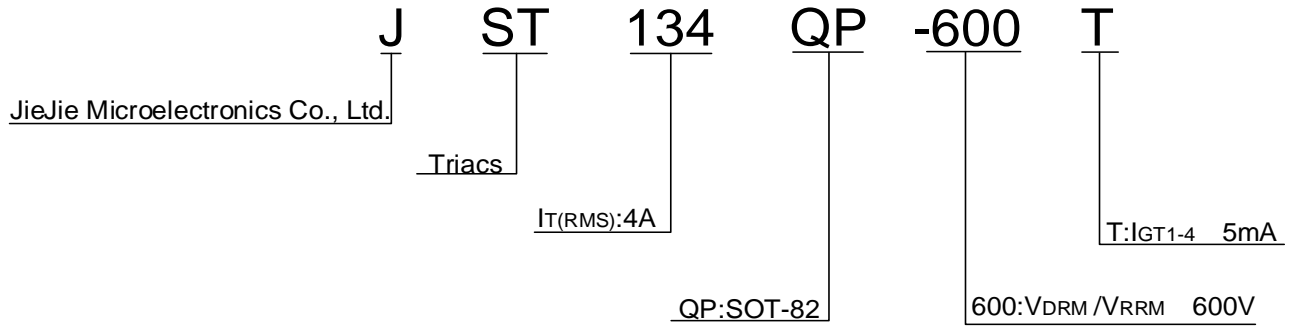 J ST 134 QP -600 T
JieJie Microelectronics Co., Ltd.
Triacs
IT(RMS):4A
T:IGT1-4 5mA
QP:SOT-82
600:VDRM /VRRM 600V